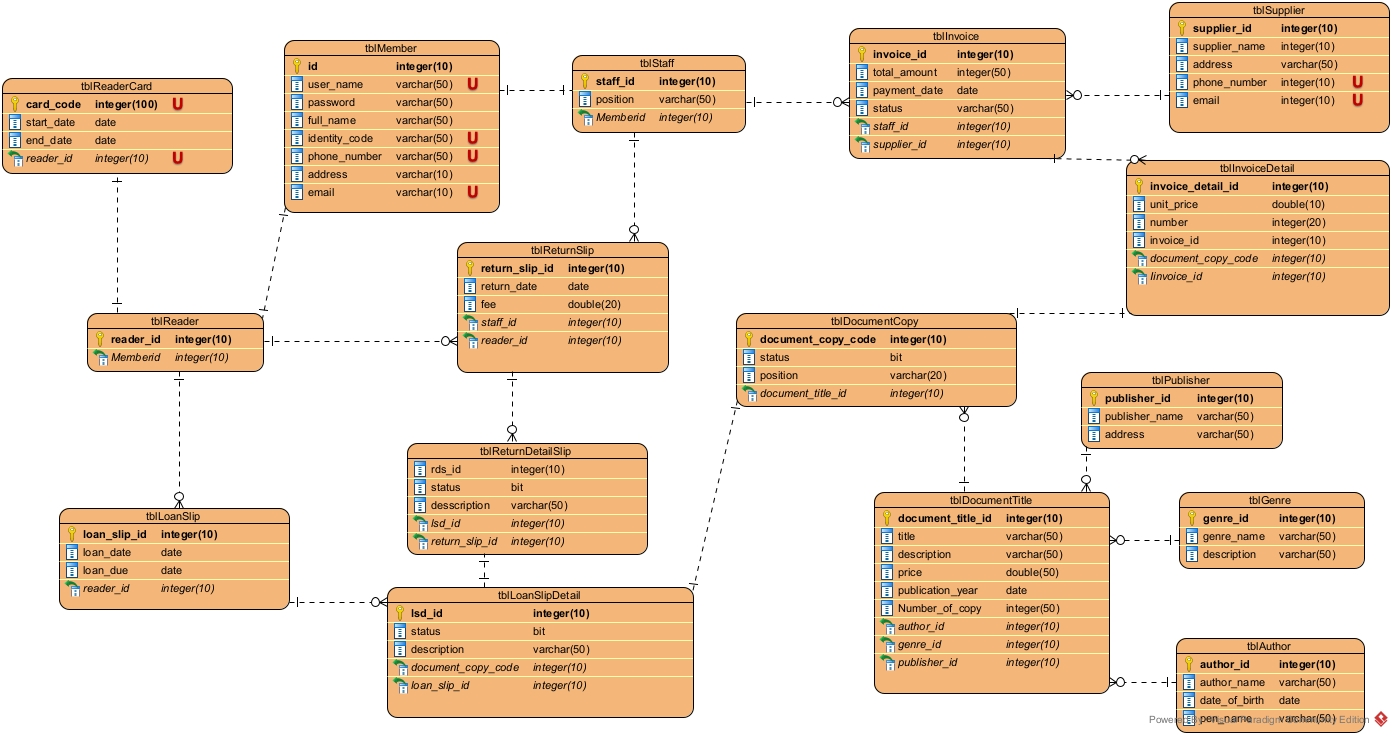 tblReaderCard
card_code integer(100) U
start_date date
end_date date
reader_id integer(10) U
tblMember
id integer(10)
user_name varchar(50) U
password varchar(50)
full_name varchar(50)
identity_code varchar(50) U
phone_number varchar(50) U
address varchar(10)
email varchar(10) U
tblStaff
staff_id integer(10)
position varchar(50)
Memberid integer(10)
tblInvoice
invoice_id integer(10)
total_amount integer(50)
payment_date date
status varchar(50)
staff_id integer(10)
supplier_id integer(10)
tblSupplier
supplier_id integer(10)
supplier_name integer(10)
address varchar(50)
phone_number integer(10) U
email integer(10) U
tblInvoiceDetail
invoice_detail_id integer(10)
unit_price double(10)
number integer(20)
invoice_id integer(10)
document_copy_code integer(10)
Iinvoice_id integer(10)
tblReturnSlip
return_slip_id integer(10)
return_date date
fee double(20)
staff_id integer(10)
reader_id integer(10)
tblReader
reader_id integer(10)
Memberid integer(10)
tblDocumentCopy
document_copy_code integer(10)
status bit
position varchar(20)
document_title_id integer(10)
tblPublisher
publisher_id integer(10)
publisher_name varchar(50)
address varchar(50)
tblReturnDetailSlip
rds_id integer(10)
status bit
desscription varchar(50)
lsd_id integer(10)
return_slip_id integer(10)
tblLoanSlip
loan_slip_id integer(10)
loan_date date
loan_due date
reader_id integer(10)
tblDocumentTitle
document_title_id integer(10)
title varchar(50)
description varchar(50)
price double(50)
publication_year date
Number_of_copy integer(50)
author_id integer(10)
genre_id integer(10)
publisher_id integer(10)
tblGenre
genre_id integer(10)
genre_name varchar(50)
description varchar(50)
tblLoanSlipDetail
lsd_id integer(10)
status bit
description varchar(50)
document_copy_code integer(10)
loan_slip_id integer(10)
tblAuthor
author_id integer(10)
author_name varchar(50)
date_of_birth date
pen_name varchar(50)